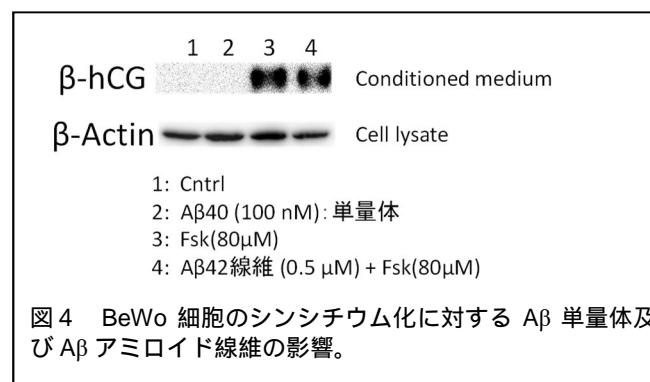 1 2 3 4
β-hCG Conditioned medium
β-Actin Cell lysate
1: Cntrl
2: Aβ40 (100 nM): 単量体
3: Fsk(80μM)
4: Aβ42線維 (0.5 μM) + Fsk(80μM)
図4 BeWo 細胞のシンシチウム化に対する Aβ 単量体及
び Aβ アミロイド線維の影響。